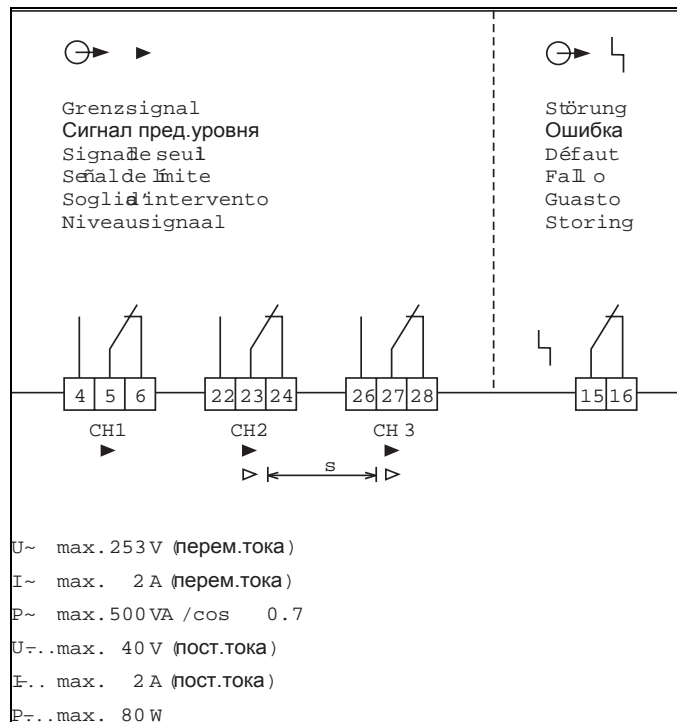 Grenzsignal
Сигнал пред.уровня
Signal de seuil
Señal de límite
Soglia d'intervento
Niveausignaal
Störung
Ошибка
Défaut
Fallo
Guasto
Storing
4 5 6
22 23 24
26 27 28
15 16
CH1
CH2
CH 3
s
U~ max. 253 V (перем.тока)
I~ max. 2 A (перем.тока)
P~ max. 500 VA / cos 0.7
U... max. 40 V (пост.тока)
I... max. 2 A (пост.тока)
P... max. 80 W